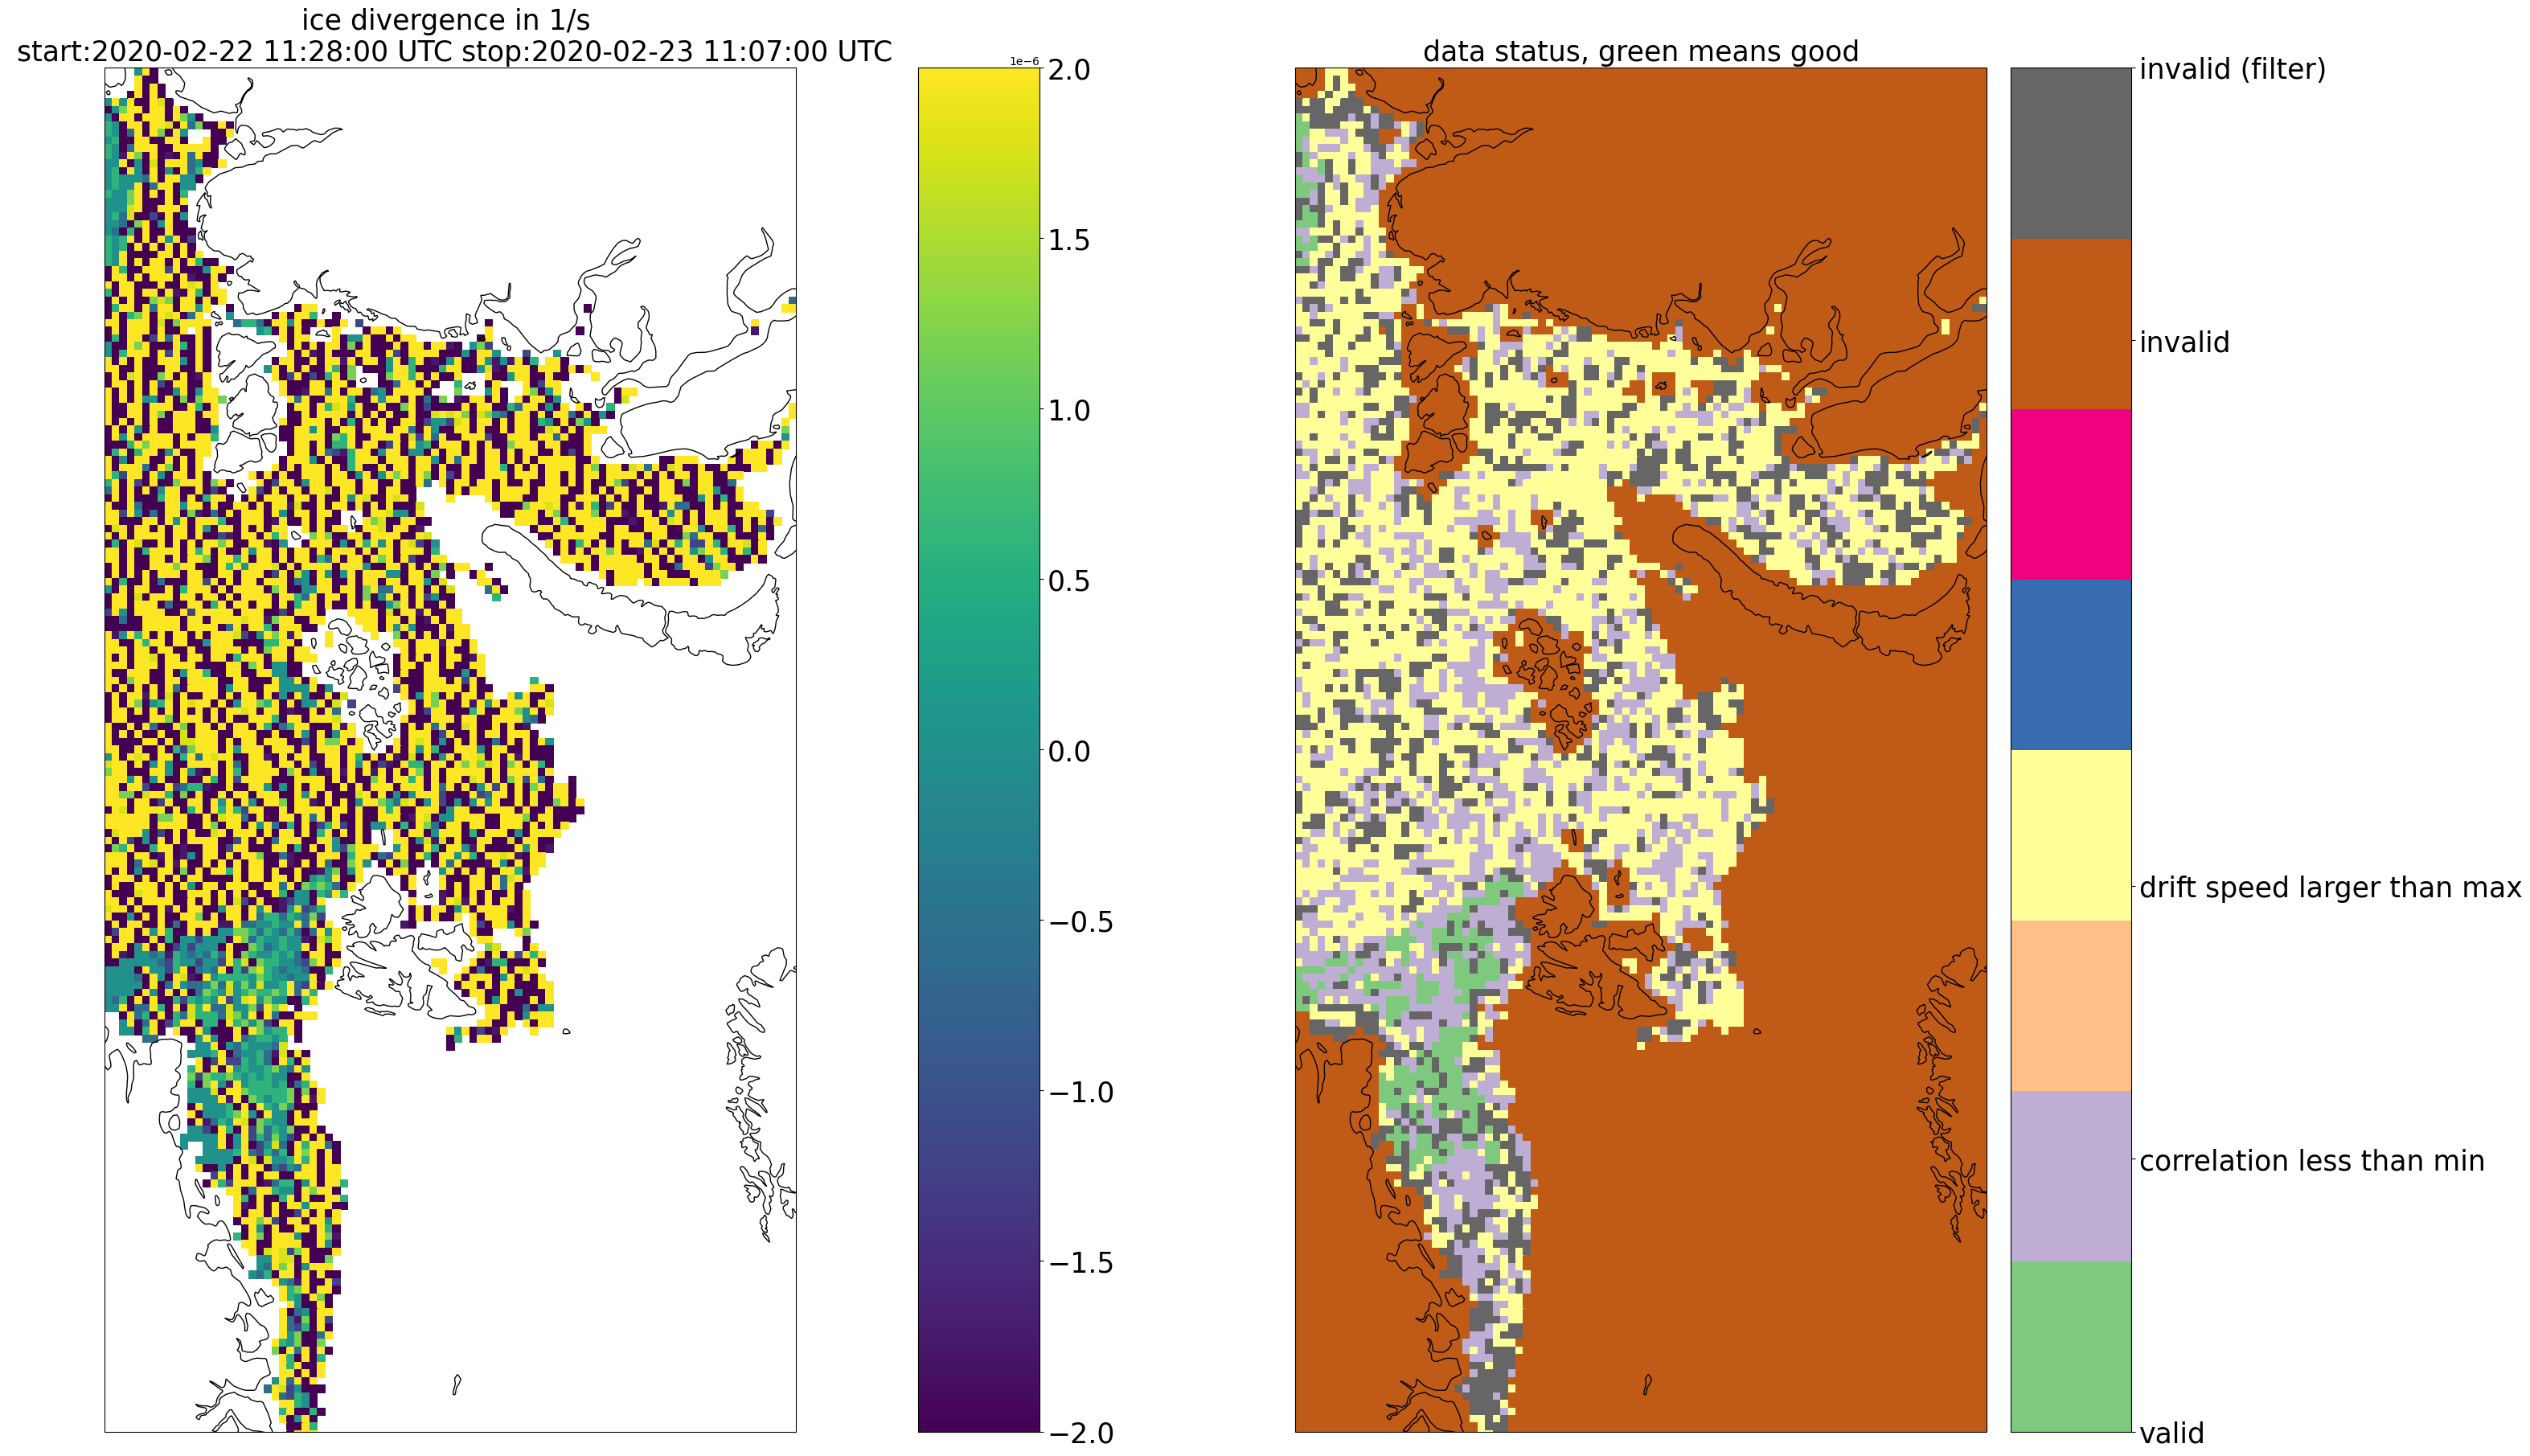 ice divergence in 1/s
start:2020-02-22 11:28:00 UTC stop:2020-02-23 11:07:00 UTC
1e−6
2.0
1.5
1.0
0.5
0.0
−0.5
−1.0
−1.5
−2.0
data status, green means good
invalid (filter)
invalid
drift speed larger than max
correlation less than min
valid